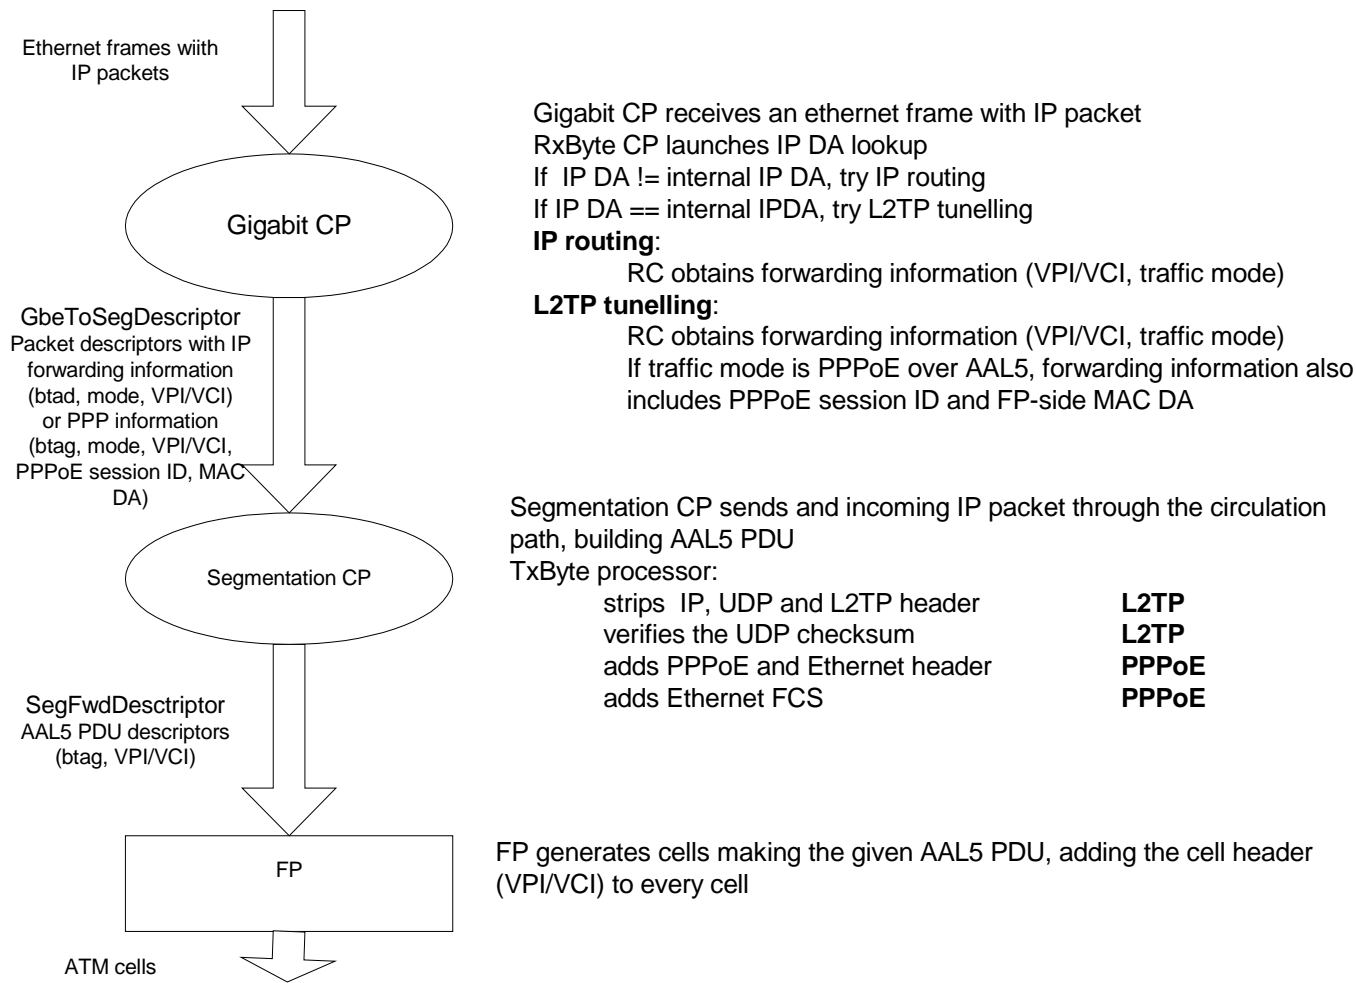 Ethernet frames wiith
IP packets
Gigabit CP receives an ethernet frame with IP packet
RxByte CP launches IP DA lookup
If  IP DA != internal IP DA, try IP routing
If IP DA == internal IPDA, try L2TP tunelling
IP routing:
RC obtains forwarding information (VPI/VCI, traffic mode)
L2TP tunelling:
RC obtains forwarding information (VPI/VCI, traffic mode)
If traffic mode is PPPoE over AAL5, forwarding information also
includes PPPoE session ID and FP-side MAC DA
Gigabit CP
GbeToSegDescriptor
Packet descriptors with IP
forwarding information
(btad, mode, VPI/VCI)
or PPP information
(btag, mode, VPI/VCI,
PPPoE session ID, MAC
DA)
Segmentation CP sends and incoming IP packet through the circulation
path, building AAL5 PDU
TxByte processor:
strips  IP, UDP and L2TP header L2TP
verifies the UDP checksum L2TP
adds PPPoE and Ethernet header PPPoE
adds Ethernet FCS PPPoE
Segmentation CP
SegFwdDesctriptor
AAL5 PDU descriptors
(btag, VPI/VCI)
FP
FP generates cells making the given AAL5 PDU, adding the cell header
(VPI/VCI) to every cell
ATM cells